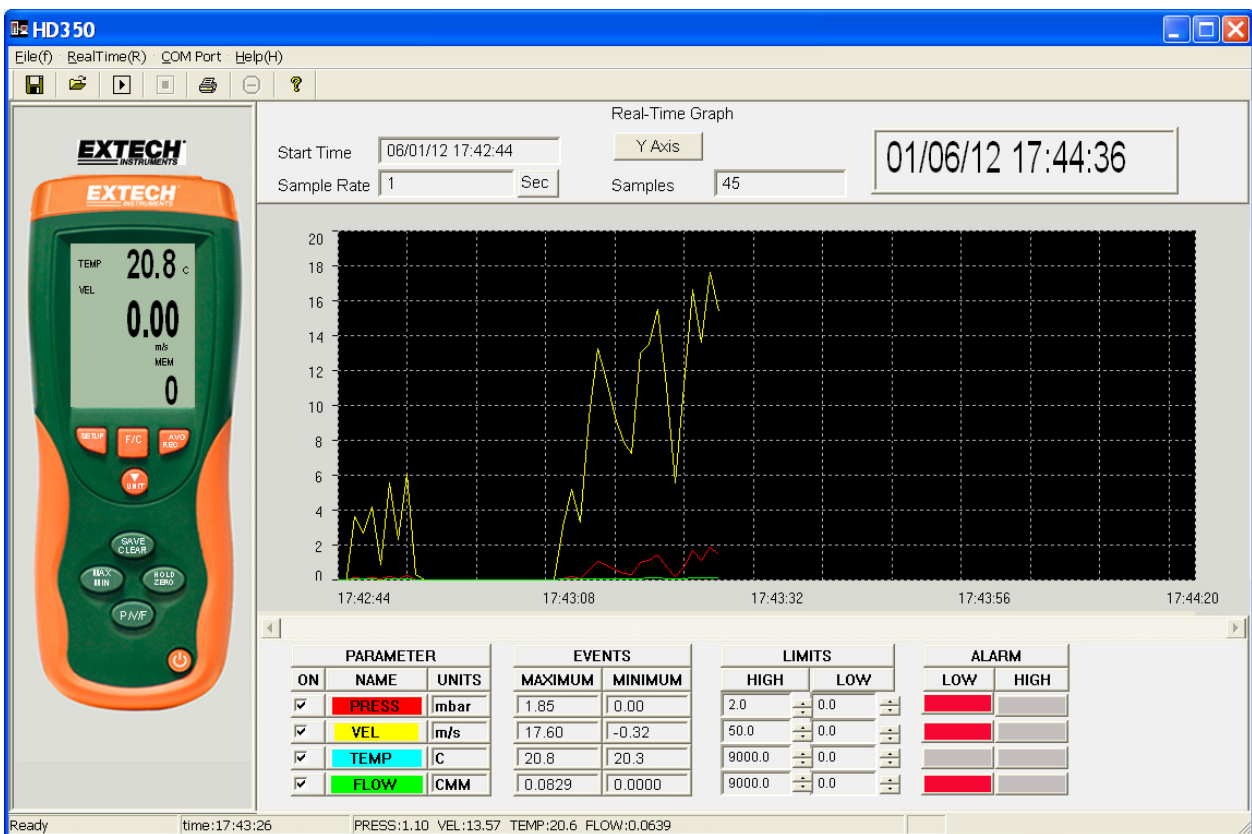 HD350
File(f) RealTime(R) COM Port Help(H)
EXTECH
INSTRUMENTS
EXTECH
INSTRUMENTS
TEMP 20.8 C
VEL
0.00
m/s
MEM
0
SETUP F/C AVG REC
UNIT
SAVE CLEAR
MAX MIN HOLD ZERO
P/V/F
Real-Time Graph
Start Time 06/01/12 17:42:44 Y Axis 01/06/12 17:44:36
Sample Rate 1 Sec Samples 45
20
18
16
14
12
10
8
6
4
2
0
17:42:44 17:43:08 17:43:32 17:43:56 17:44:20
PARAMETER EVENTS LIMITS ALARM
ON NAME UNITS MAXIMUM MINIMUM HIGH LOW LOW HIGH
PRESS mbar 1.85 0.00 2.0 0.0
VEL m/s 17.60 -0.32 50.0 0.0
TEMP C 20.8 20.3 9000.0 0.0
FLOW CMM 0.0829 0.0000 9000.0 0.0
Ready time:17:43:26 PRESS:1.10 VEL:13.57 TEMP:20.6 FLOW:0.0639